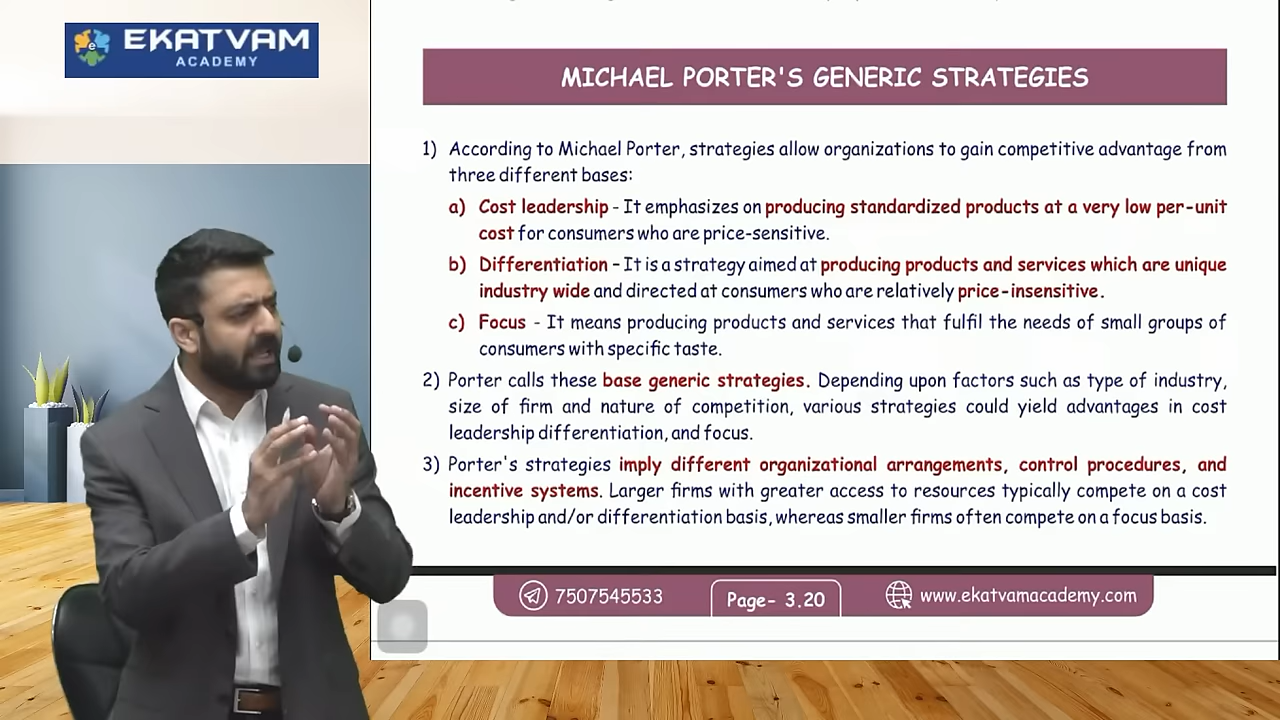 EKATVAM
ACADEMY
MICHAEL PORTER'S GENERIC STRATEGIES
1) According to Michael Porter, strategies allow organizations to gain competitive advantage from
three different bases:
a) Cost leadership - It emphasizes on producing standardized products at a very low per-unit
cost for consumers who are price-sensitive.
b) Differentiation - It is a strategy aimed at producing products and services which are unique
industry wide and directed at consumers who are relatively price-insensitive.
c) Focus - It means producing products and services that fulfil the needs of small groups of
consumers with specific taste.
2) Porter calls these base generic strategies. Depending upon factors such as type of industry,
size of firm and nature of competition, various strategies could yield advantages in cost
leadership differentiation, and focus.
3) Porter's strategies imply different organizational arrangements, control procedures, and
incentive systems. Larger firms with greater access to resources typically compete on a cost
leadership and/or differentiation basis, whereas smaller firms often compete on a focus basis.
7507545533
Page- 3.20
www.ekatvamacademy.com